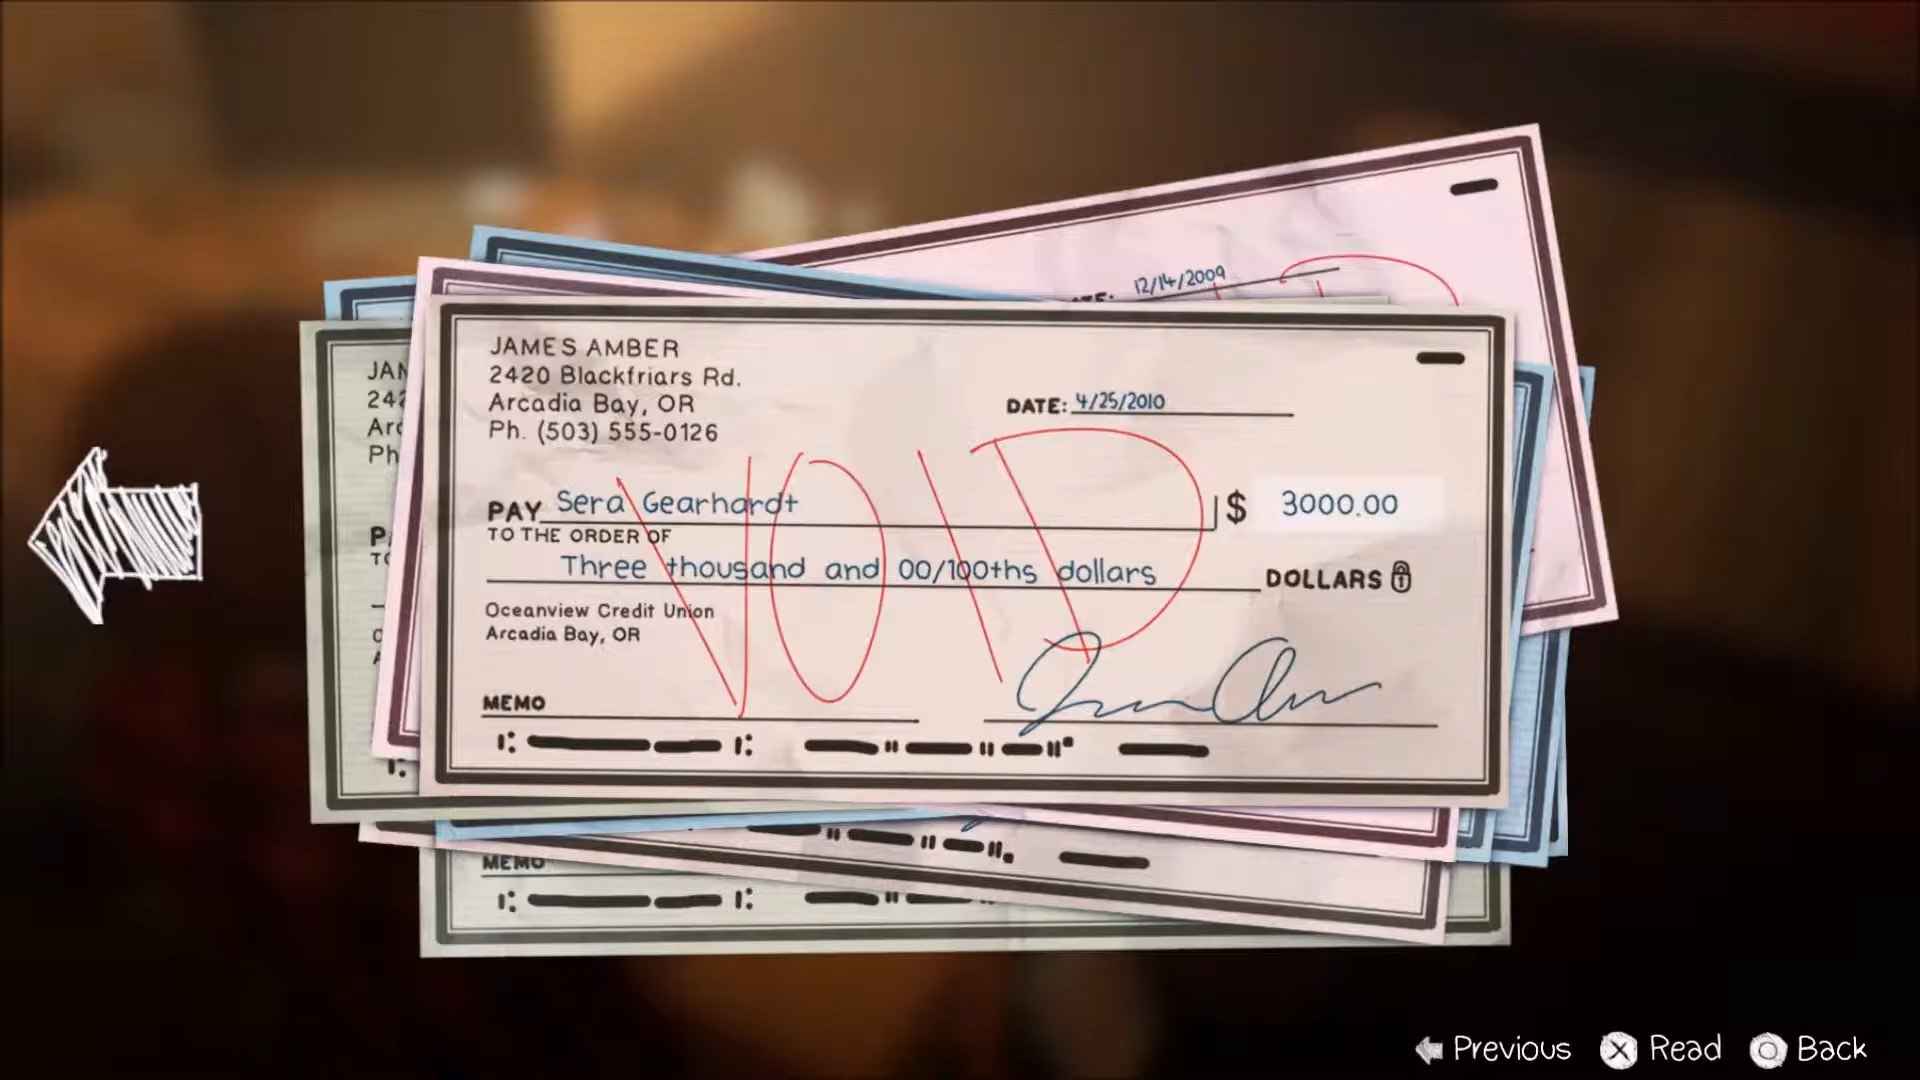 12/14/2009
JAMES AMBER
2420 Blackfriars Rd.
Arcadia Bay, OR
Ph. (503) 555-0126
DATE: 4/25/2010
PAY Sera Gearhardt $ 3000.00
TO THE ORDER OF
Three thousand and 00/100ths dollars DOLLARS
VOID
Oceanview Credit Union
Arcadia Bay, OR
MEMO
MEMO
Previous Read Back